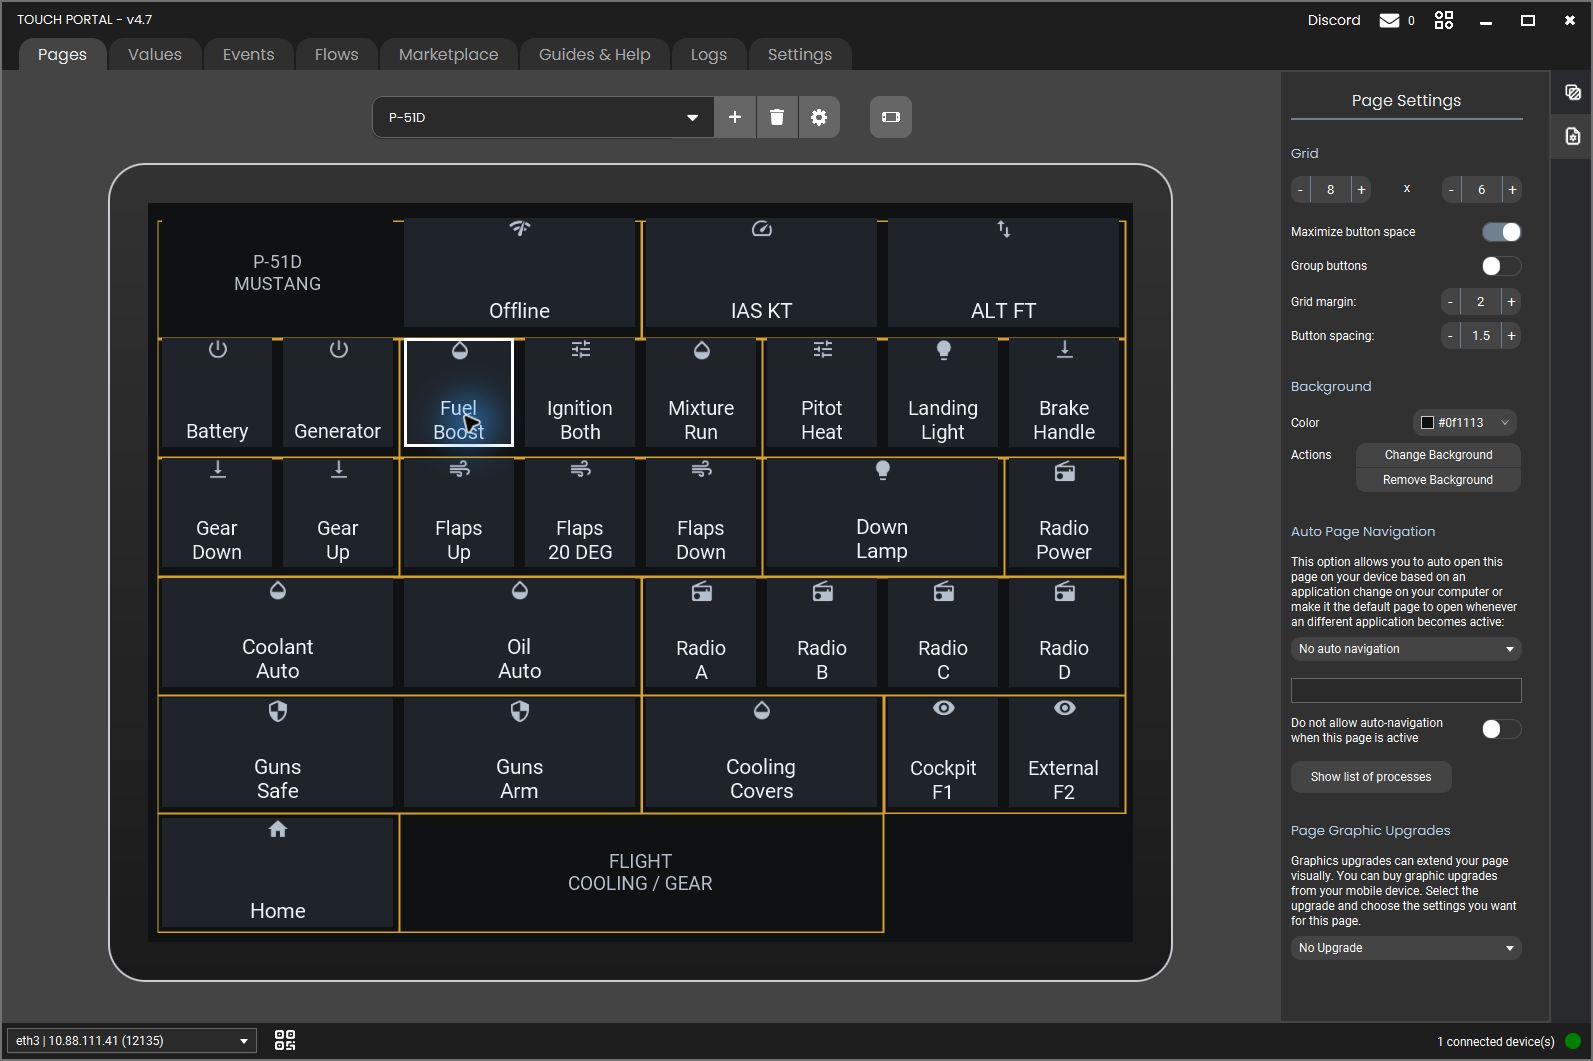 TOUCH PORTAL - v4.7
Discord
0
Pages
Values
Events
Flows
Marketplace
Guides & Help
Logs
Settings
P-51D
+
P-51D
MUSTANG
Offline
IAS KT
ALT FT
Battery
Generator
Fuel
Boost
Ignition
Both
Mixture
Run
Pitot
Heat
Landing
Light
Brake
Handle
Gear
Down
Gear
Up
Flaps
Up
Flaps
20 DEG
Flaps
Down
Down
Lamp
Radio
Power
Coolant
Auto
Oil
Auto
Radio
A
Radio
B
Radio
C
Radio
D
Guns
Safe
Guns
Arm
Cooling
Covers
Cockpit
F1
External
F2
Home
FLIGHT
COOLING / GEAR
Page Settings
Grid
- 8 + x - 6 +
Maximize button space
Group buttons
Grid margin: - 2 +
Button spacing: - 1.5 +
Background
Color #0f1113
Actions Change Background
Remove Background
Auto Page Navigation
This option allows you to auto open this
page on your device based on an
application change on your computer or
make it the default page to open whenever
an different application becomes active:
No auto navigation
Do not allow auto-navigation
when this page is active
Show list of processes
Page Graphic Upgrades
Graphics upgrades can extend your page
visually. You can buy graphic upgrades
from your mobile device. Select the
upgrade and choose the settings you want
for this page.
No Upgrade
eth3 | 10.88.111.41 (12135)
1 connected device(s)